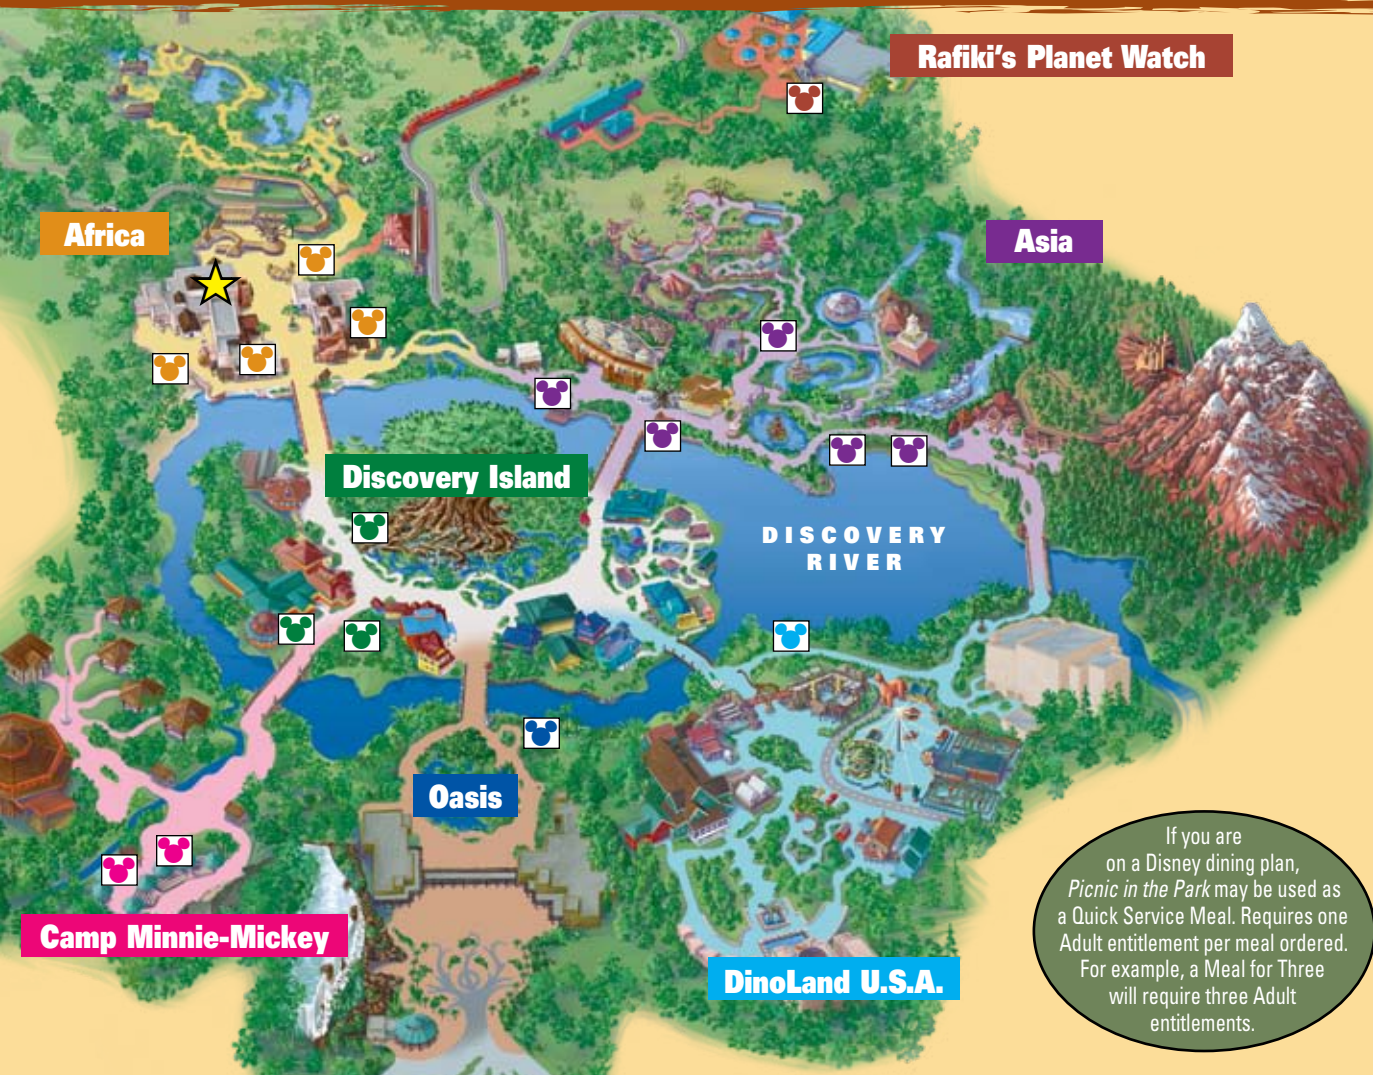 Rafiki's Planet Watch
Africa
Asia
Discovery Island
DISCOVERY
RIVER
Oasis
Camp Minnie-Mickey
DinoLand U.S.A.
If you are
on a Disney dining plan,
Picnic in the Park may be used as
a Quick Service Meal. Requires one
Adult entitlement per meal ordered.
For example, a Meal for Three
will require three Adult
entitlements.